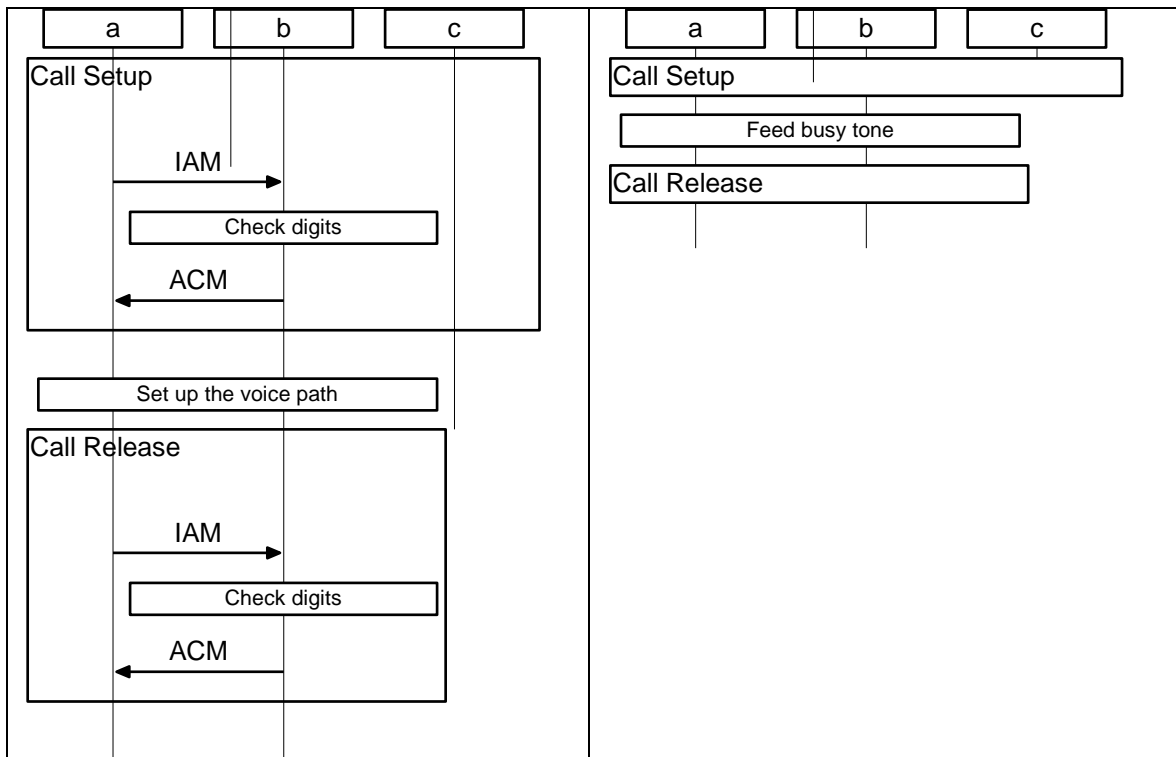 a b c
Call Setup
IAM
Check digits
ACM
Set up the voice path
Call Release
IAM
Check digits
ACM
a b c
Call Setup
Feed busy tone
Call Release